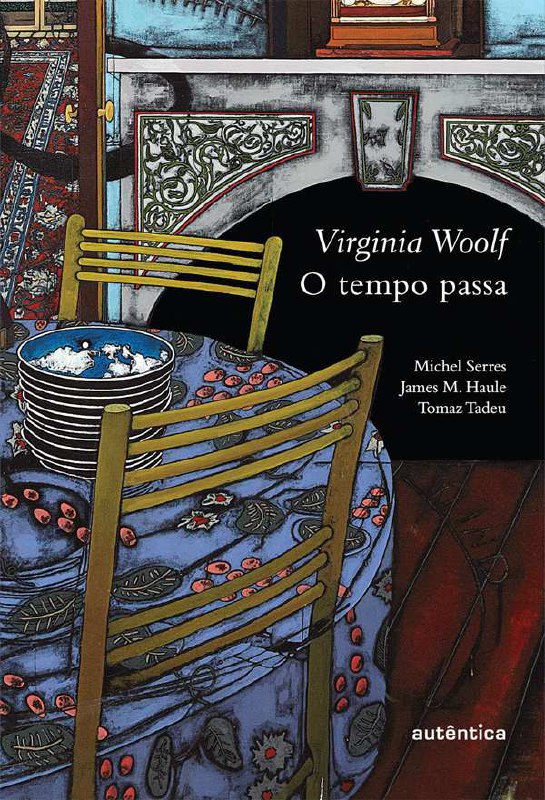 Virginia Woolf
O tempo passa
Michel Serres
James M. Haule
Tomaz Tadeu
autêntica